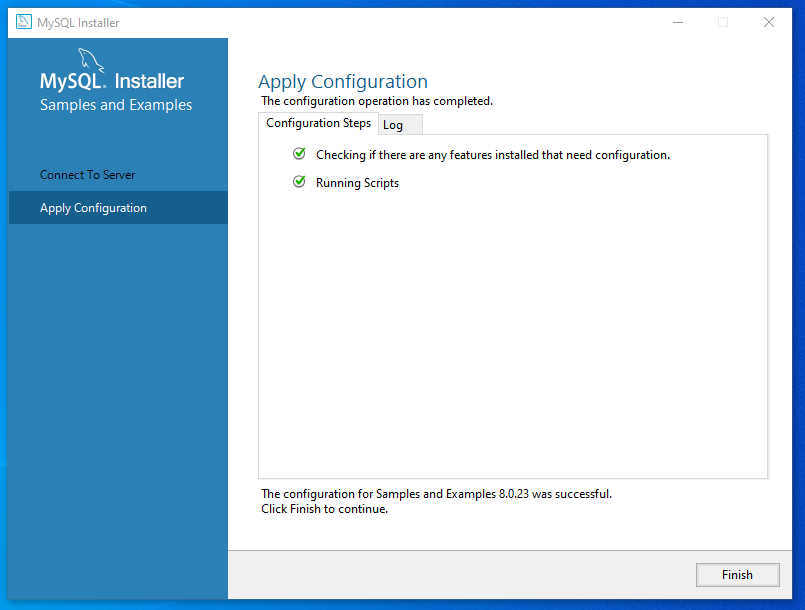 MySQL Installer
MySQL. Installer
Samples and Examples
Connect To Server
Apply Configuration
Apply Configuration
The configuration operation has completed.
Configuration Steps
Log
Checking if there are any features installed that need configuration.
Running Scripts
The configuration for Samples and Examples 8.0.23 was successful.
Click Finish to continue.
Finish